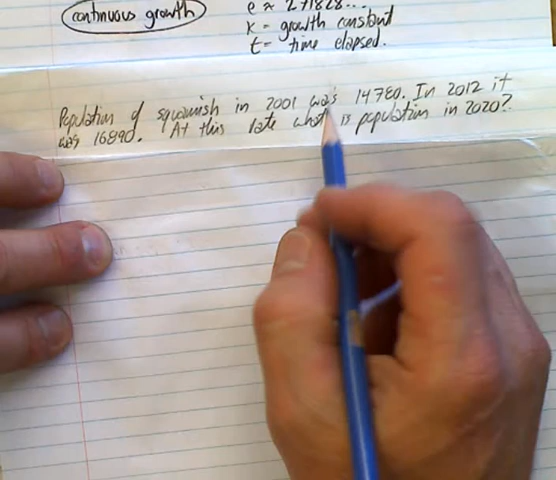 continuous growth
e ≈ 2.71828...
K = growth constant
t = time elapsed.
Population of squamish in 2001 was 14780. In 2012 it
was 16890. At this rate what is population in 2020?